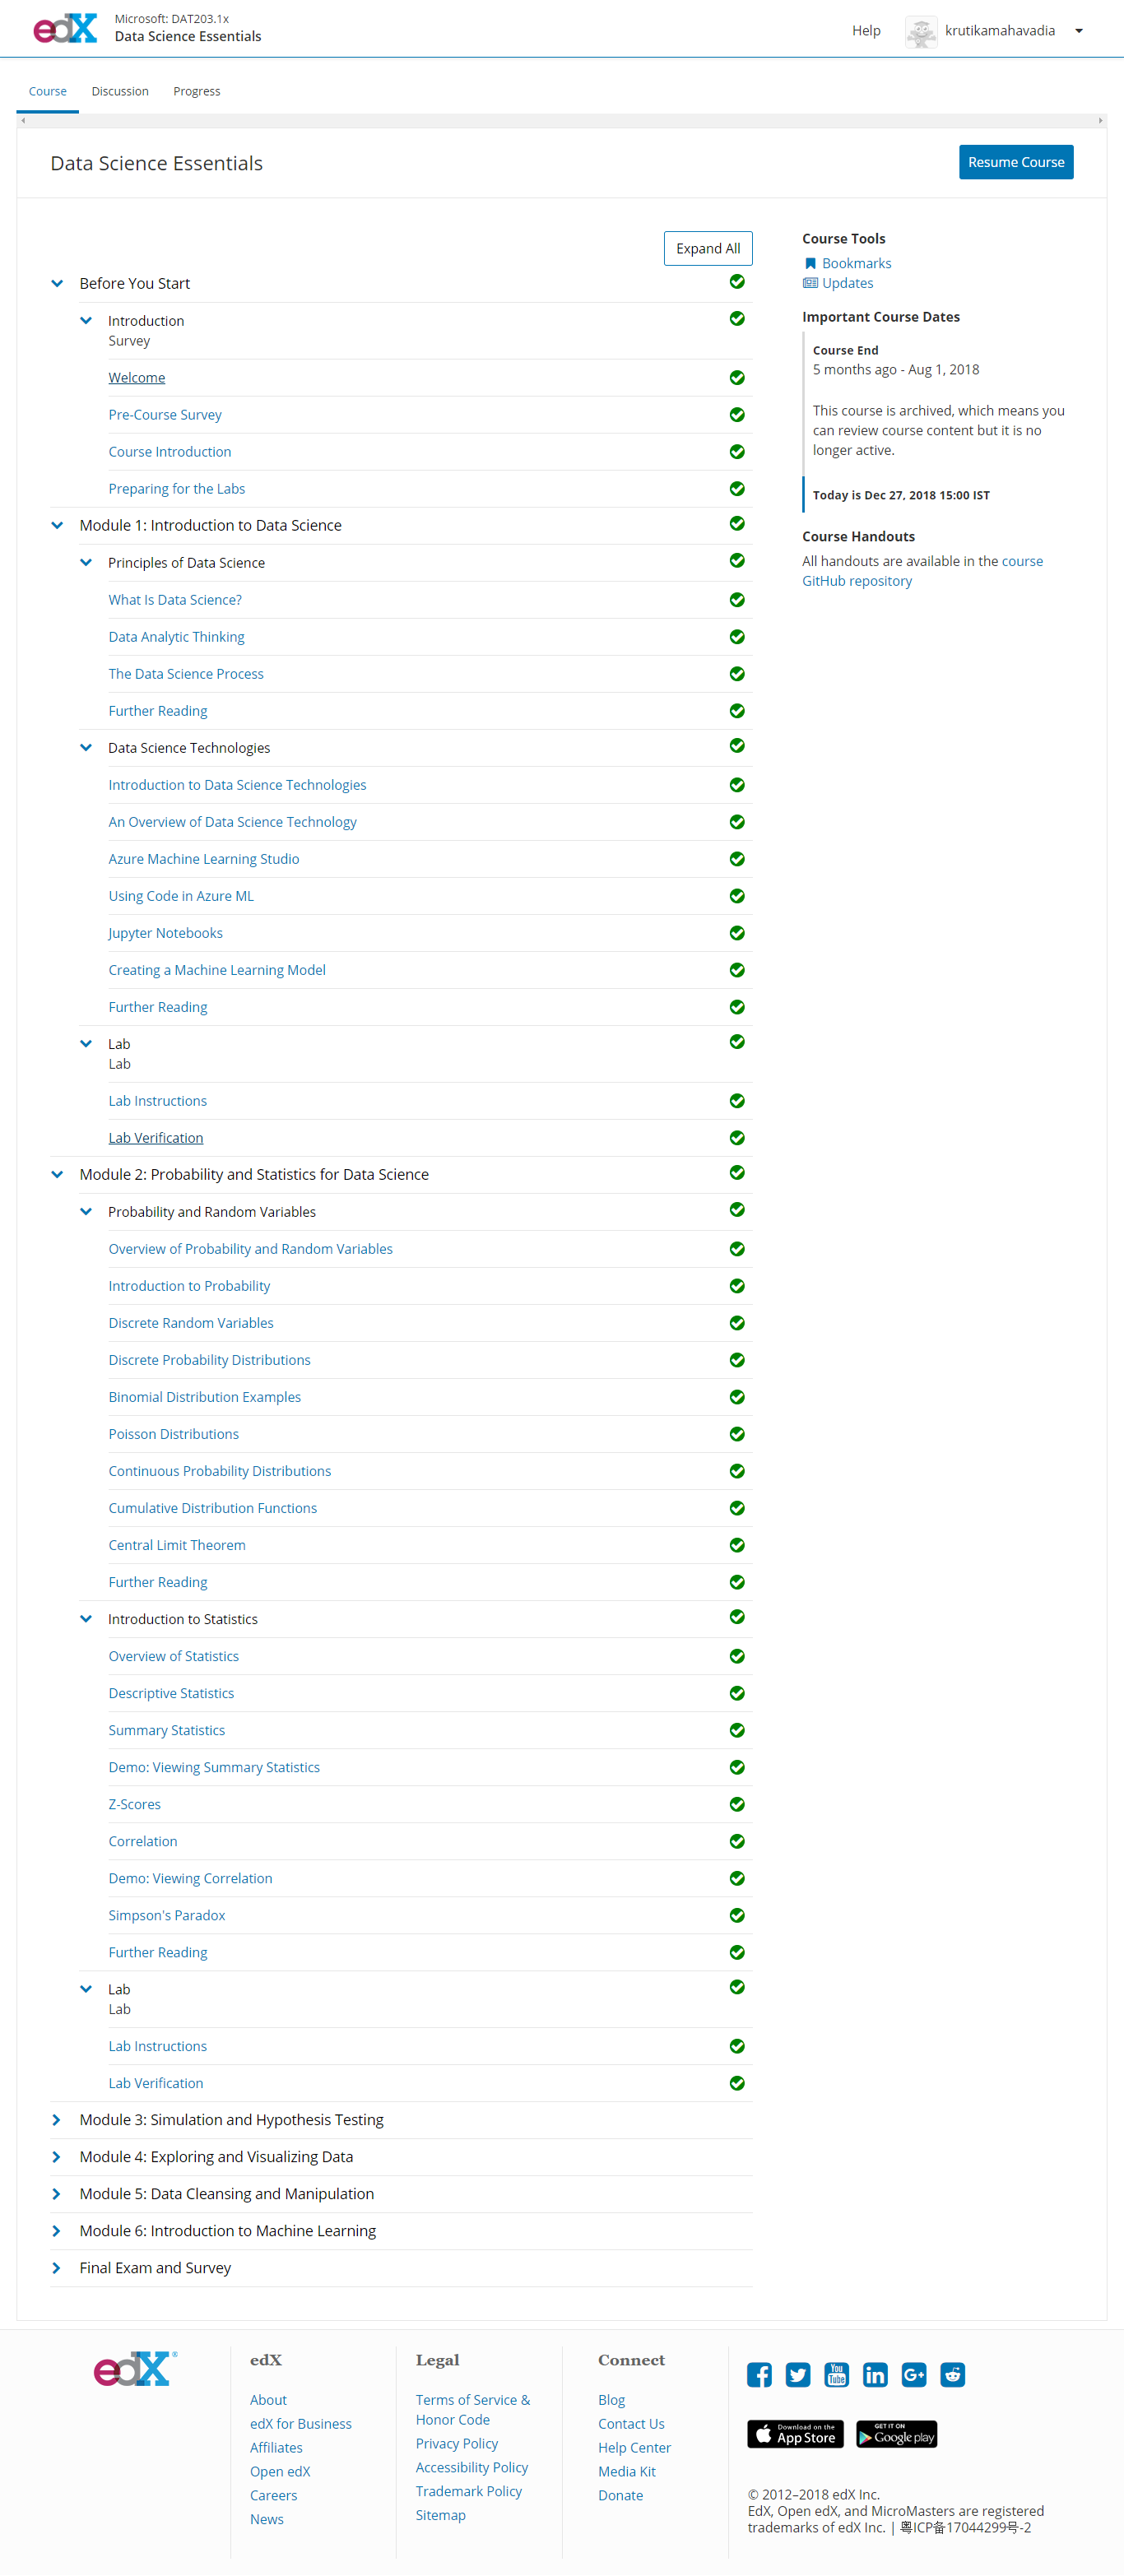 edX
Microsoft: DAT203.1x
Data Science Essentials
Help
krutikamahavadia
Course
Discussion
Progress
Data Science Essentials
Resume Course
Expand All
Before You Start
Introduction
Survey
Welcome
Pre-Course Survey
Course Introduction
Preparing for the Labs
Module 1: Introduction to Data Science
Principles of Data Science
What Is Data Science?
Data Analytic Thinking
The Data Science Process
Further Reading
Data Science Technologies
Introduction to Data Science Technologies
An Overview of Data Science Technology
Azure Machine Learning Studio
Using Code in Azure ML
Jupyter Notebooks
Creating a Machine Learning Model
Further Reading
Lab
Lab
Lab Instructions
Lab Verification
Module 2: Probability and Statistics for Data Science
Probability and Random Variables
Overview of Probability and Random Variables
Introduction to Probability
Discrete Random Variables
Discrete Probability Distributions
Binomial Distribution Examples
Poisson Distributions
Continuous Probability Distributions
Cumulative Distribution Functions
Central Limit Theorem
Further Reading
Introduction to Statistics
Overview of Statistics
Descriptive Statistics
Summary Statistics
Demo: Viewing Summary Statistics
Z-Scores
Correlation
Demo: Viewing Correlation
Simpson's Paradox
Further Reading
Lab
Lab
Lab Instructions
Lab Verification
Module 3: Simulation and Hypothesis Testing
Module 4: Exploring and Visualizing Data
Module 5: Data Cleansing and Manipulation
Module 6: Introduction to Machine Learning
Final Exam and Survey
Course Tools
Bookmarks
Updates
Important Course Dates
Course End
5 months ago - Aug 1, 2018
This course is archived, which means you
can review course content but it is no
longer active.
Today is Dec 27, 2018 15:00 IST
Course Handouts
All handouts are available in the course
GitHub repository
edX®
edX
About
edX for Business
Affiliates
Open edX
Careers
News
Legal
Terms of Service &
Honor Code
Privacy Policy
Accessibility Policy
Trademark Policy
Sitemap
Connect
Blog
Contact Us
Help Center
Media Kit
Donate
You
Tube
in
G+
Download on the
App Store
GET IT ON
Google play
© 2012–2018 edX Inc.
EdX, Open edX, and MicroMasters are registered
trademarks of edX Inc. | 粤ICP备17044299号-2